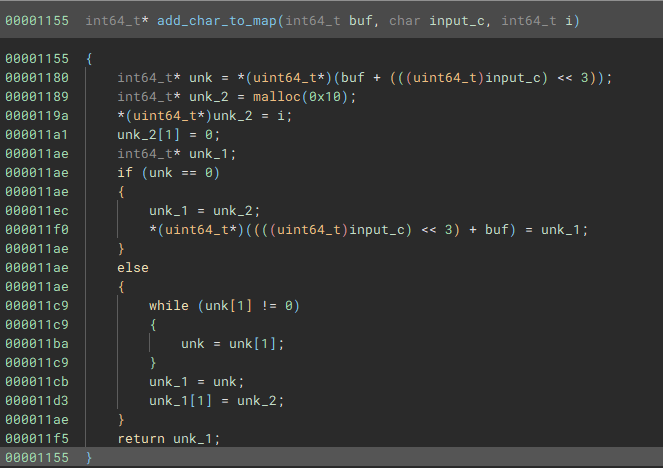 00001155 int64_t* add_char_to_map(int64_t buf, char input_c, int64_t i)
00001155 {
00001180 int64_t* unk = *(uint64_t*)(buf + (((uint64_t)input_c) << 3));
00001189 int64_t* unk_2 = malloc(0x10);
0000119a *(uint64_t*)unk_2 = i;
000011a1 unk_2[1] = 0;
000011ae int64_t* unk_1;
000011ae if (unk == 0)
000011ae {
000011ec unk_1 = unk_2;
000011f0 *(uint64_t*)((((uint64_t)input_c) << 3) + buf) = unk_1;
000011ae }
000011ae else
000011ae {
000011c9 while (unk[1] != 0)
000011c9 {
000011ba unk = unk[1];
000011c9 }
000011cb unk_1 = unk;
000011d3 unk_1[1] = unk_2;
000011ae }
000011f5 return unk_1;
00001155 }